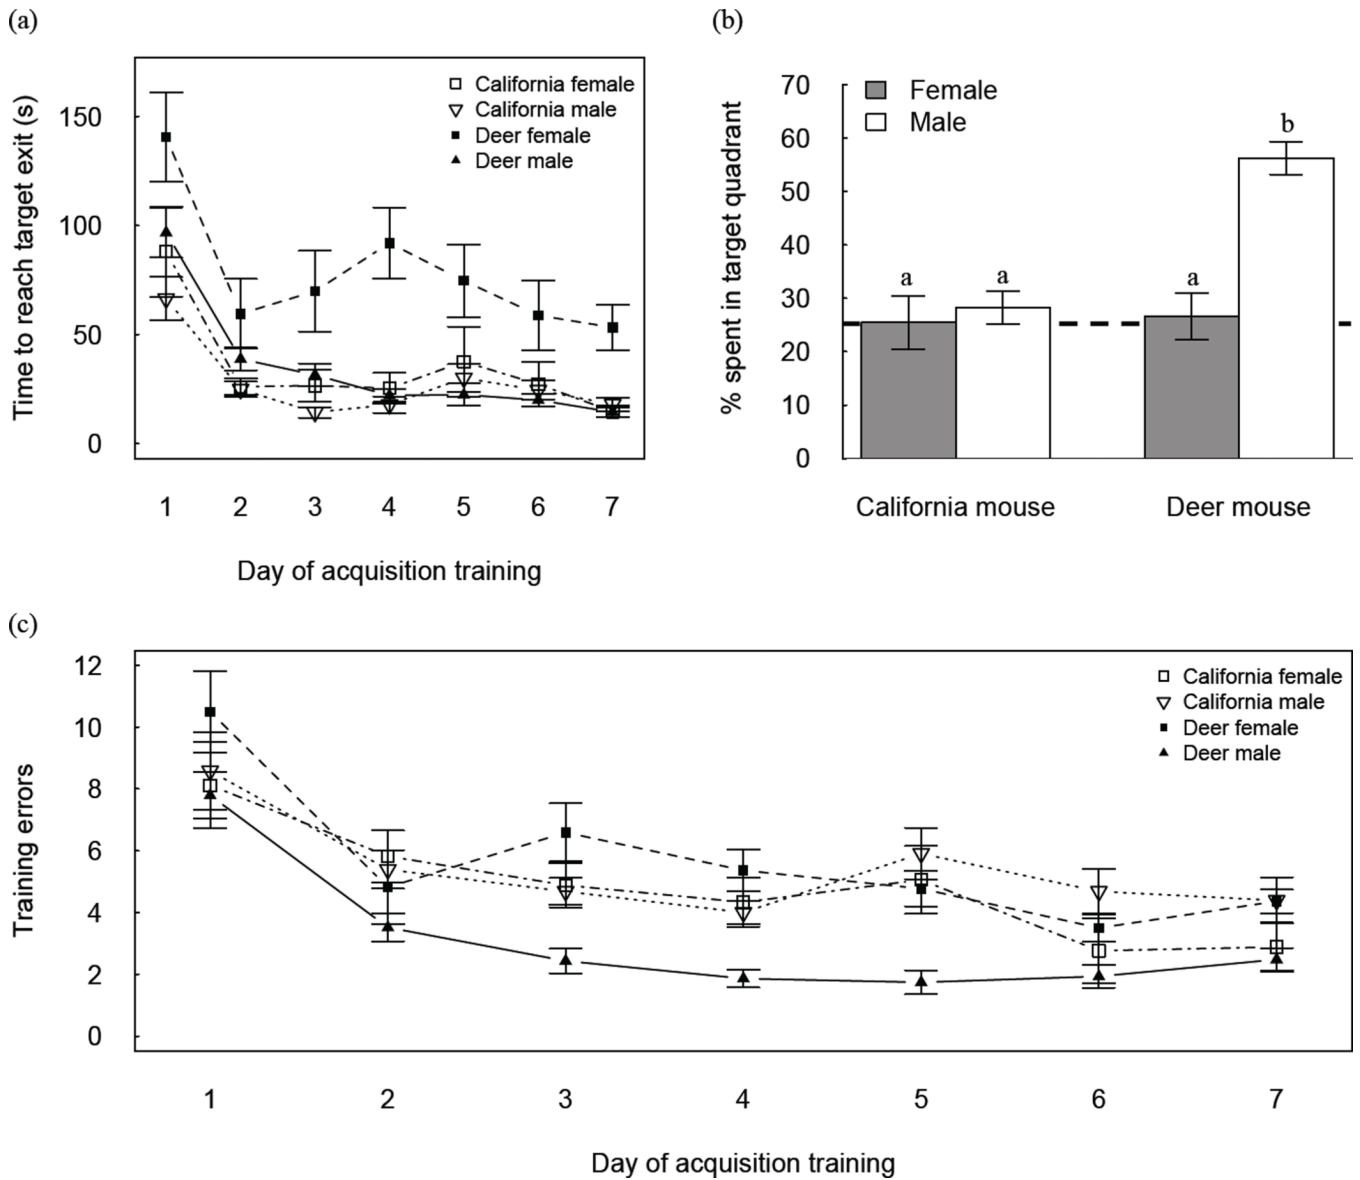 (a)
Time to reach target exit (s)
150
100
50
0
California female
California male
Deer female
Deer male
1 2 3 4 5 6 7
Day of acquisition training
(b)
% spent in target quadrant
70
60
50
40
30
20
10
0
Female
Male
a a a b
California mouse Deer mouse
(c)
Training errors
12
10
8
6
4
2
0
California female
California male
Deer female
Deer male
1 2 3 4 5 6 7
Day of acquisition training